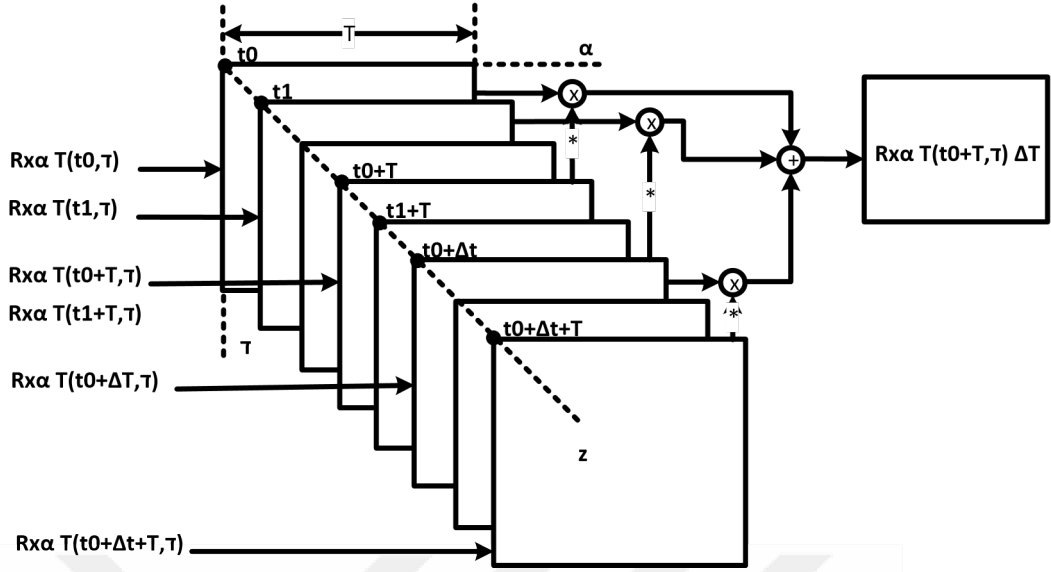 T
t0
α
t1
x
x
*
Rxα T(t0,τ)
Rxα T(t0+T,τ) ΔT
+
t0+T
*
Rxα T(t1,τ)
t1+T
t0+Δt
Rxα T(t0+T,τ)
x
Rxα T(t1+T,τ)
*
t0+Δt+T
τ
Rxα T(t0+ΔT,τ)
z
Rxα T(t0+Δt+T,τ)